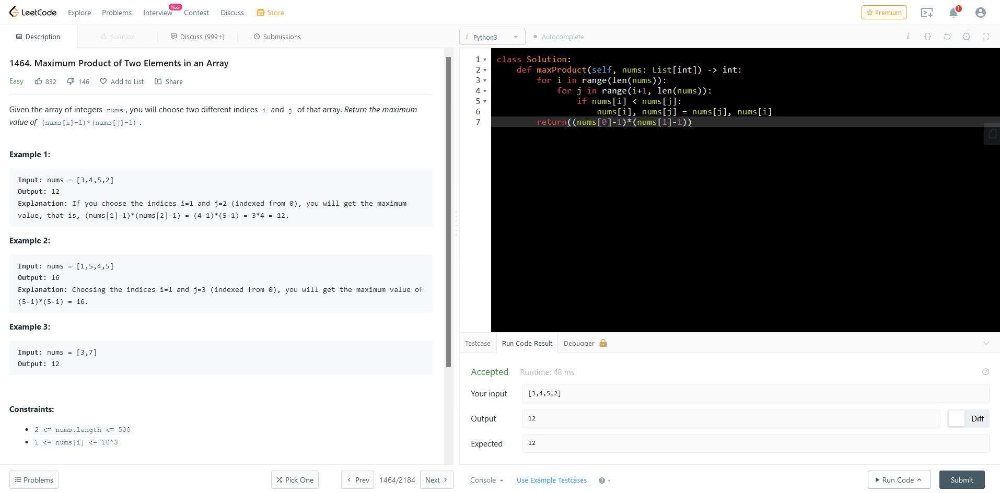 LeetCode Explore Problems Interview New Contest Discuss Store Premium 1
Description Solution Discuss (999+) Submissions
1464. Maximum Product of Two Elements in an Array
Easy 832 146 Add to List Share
Given the array of integers nums, you will choose two different indices i and j of that array. Return the maximum
value of (nums[i]-1)*(nums[j]-1).
Example 1:
Input: nums = [3,4,5,2]
Output: 12
Explanation: If you choose the indices i=1 and j=2 (indexed from 0), you will get the maximum
value, that is, (nums[1]-1)*(nums[2]-1) = (4-1)*(5-1) = 3*4 = 12.
Example 2:
Input: nums = [1,5,4,5]
Output: 16
Explanation: Choosing the indices i=1 and j=3 (indexed from 0), you will get the maximum value of
(5-1)*(5-1) = 16.
Example 3:
Input: nums = [3,7]
Output: 12
Constraints:
• 2 <= nums.length <= 500
• 1 <= nums[i] <= 10^3
Problems Pick One < Prev 1464/2184 Next >
i Python3 Autocomplete i {}
1 class Solution:
2     def maxProduct(self, nums: List[int]) -> int:
3         for i in range(len(nums)):
4             for j in range(i+1, len(nums)):
5                 if nums[i] < nums[j]:
6                     nums[i], nums[j] = nums[j], nums[i]
7         return((nums[0]-1)*(nums[1]-1))
Testcase Run Code Result Debugger
Accepted Runtime: 48 ms ?
Your input [3,4,5,2]
Output 12 Diff
Expected 12
Console Use Example Testcases ? Run Code Submit